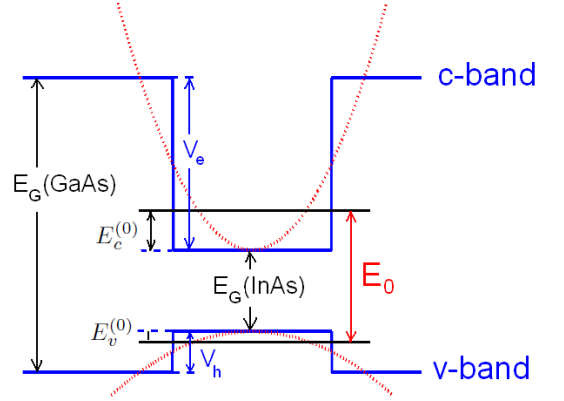 c-band
V_e
E_G(GaAs)
E_c^{(0)}
E_G(InAs)
E_0
E_v^{(0)}
V_h
v-band